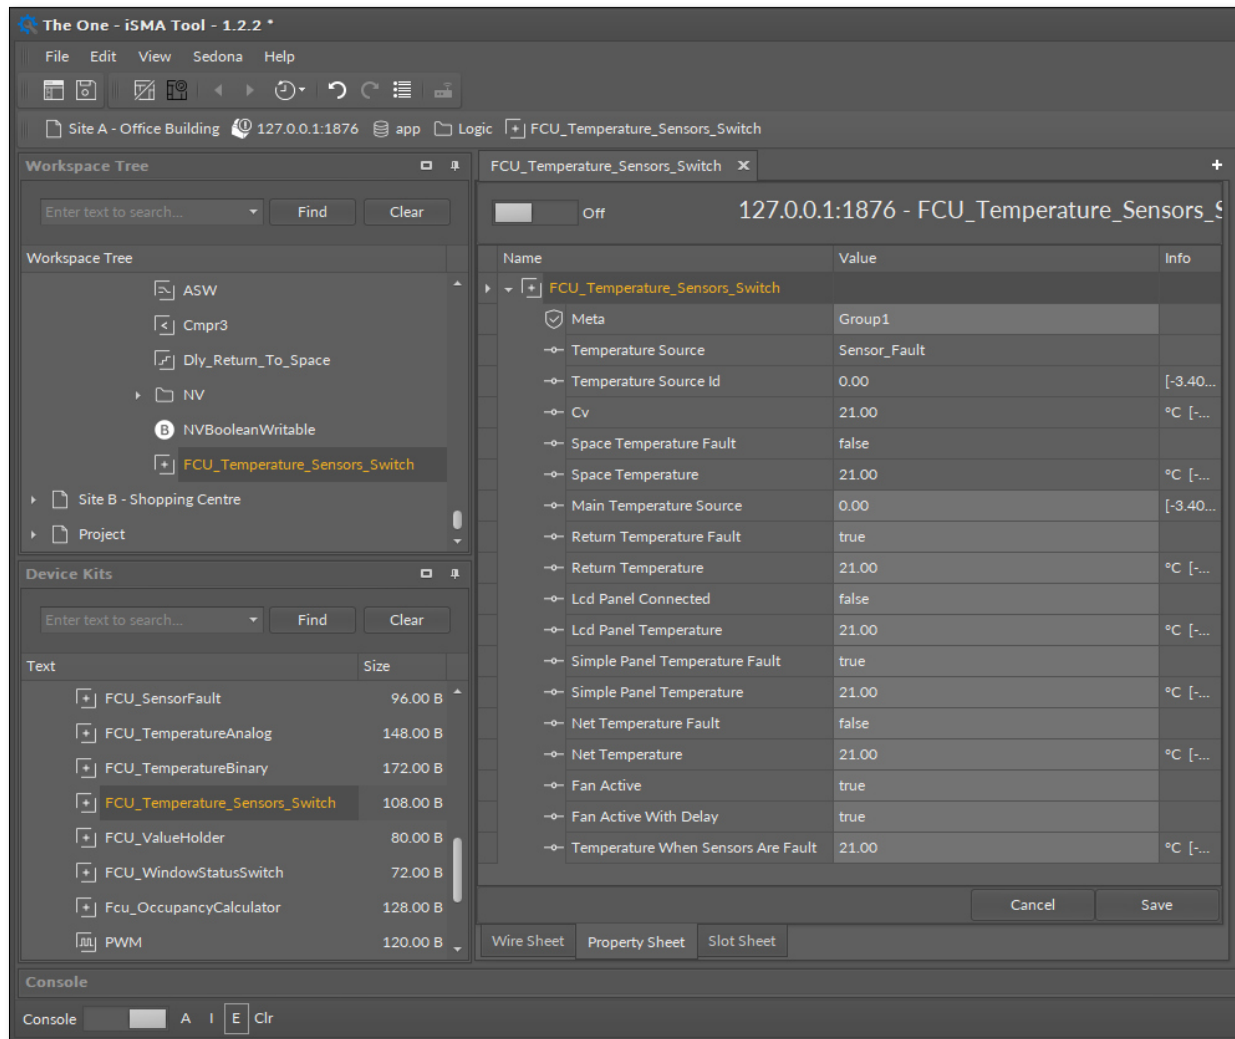 The One - iSMA Tool - 1.2.2 *
File Edit View Sedona Help
Site A - Office Building 127.0.0.1:1876 app Logic FCU_Temperature_Sensors_Switch
Workspace Tree
Enter text to search... Find Clear
Workspace Tree
ASW
Cmpr3
Dly_Return_To_Space
NV
B NVBooleanWritable
FCU_Temperature_Sensors_Switch
Site B - Shopping Centre
Project
Device Kits
Enter text to search... Find Clear
Text Size
FCU_SensorFault 96.00 B
FCU_TemperatureAnalog 148.00 B
FCU_TemperatureBinary 172.00 B
FCU_Temperature_Sensors_Switch 108.00 B
FCU_ValueHolder 80.00 B
FCU_WindowStatusSwitch 72.00 B
Fcu_OccupancyCalculator 128.00 B
PWM 120.00 B
FCU_Temperature_Sensors_Switch
Off 127.0.0.1:1876 - FCU_Temperature_Sensors_S
Name Value Info
FCU_Temperature_Sensors_Switch
Meta Group1
Temperature Source Sensor_Fault
Temperature Source Id 0.00 [-3.40...
Cv 21.00 °C [-...
Space Temperature Fault false
Space Temperature 21.00 °C [-...
Main Temperature Source 0.00 [-3.40...
Return Temperature Fault true
Return Temperature 21.00 °C [-...
Lcd Panel Connected false
Lcd Panel Temperature 21.00 °C [-...
Simple Panel Temperature Fault true
Simple Panel Temperature 21.00 °C [-...
Net Temperature Fault false
Net Temperature 21.00 °C [-...
Fan Active true
Fan Active With Delay true
Temperature When Sensors Are Fault 21.00 °C [-...
Cancel Save
Wire Sheet Property Sheet Slot Sheet
Console
Console A I E Clr